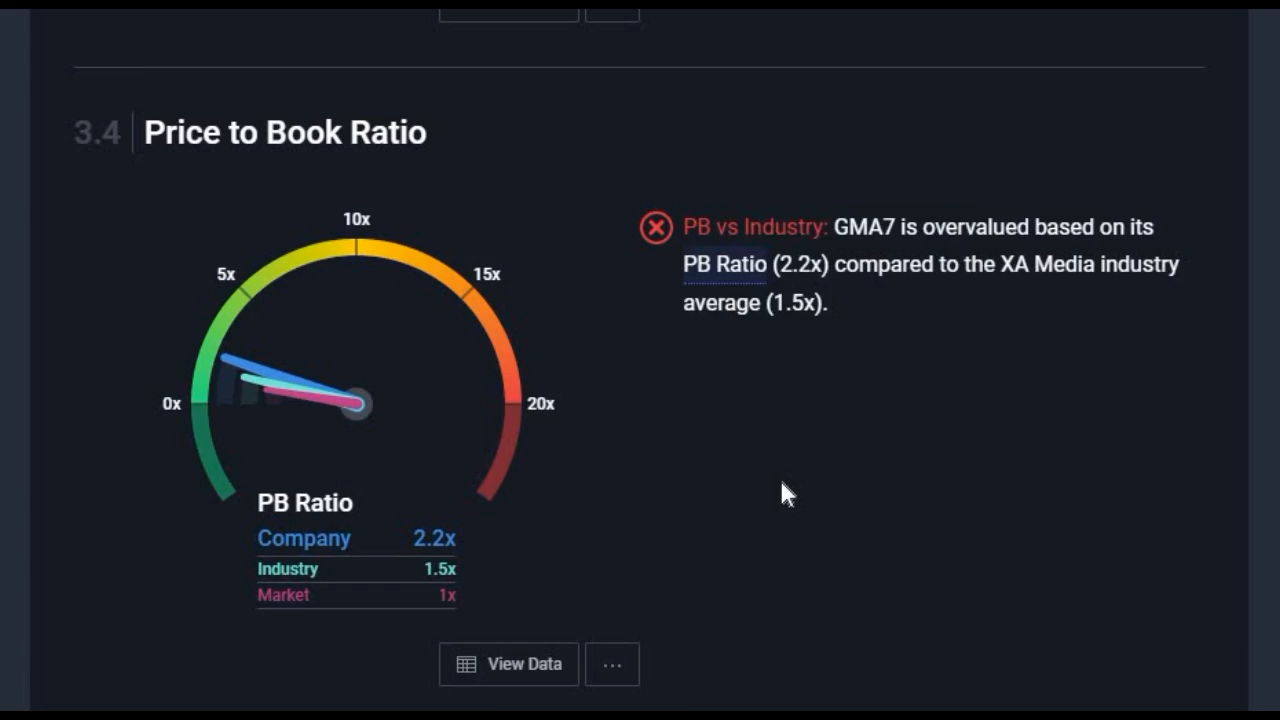 3.4 Price to Book Ratio
10x
5x
15x
0x
20x
PB Ratio
Company 2.2x
Industry 1.5x
Market 1x
PB vs Industry: GMA7 is overvalued based on its
PB Ratio (2.2x) compared to the XA Media industry
average (1.5x).
View Data ...